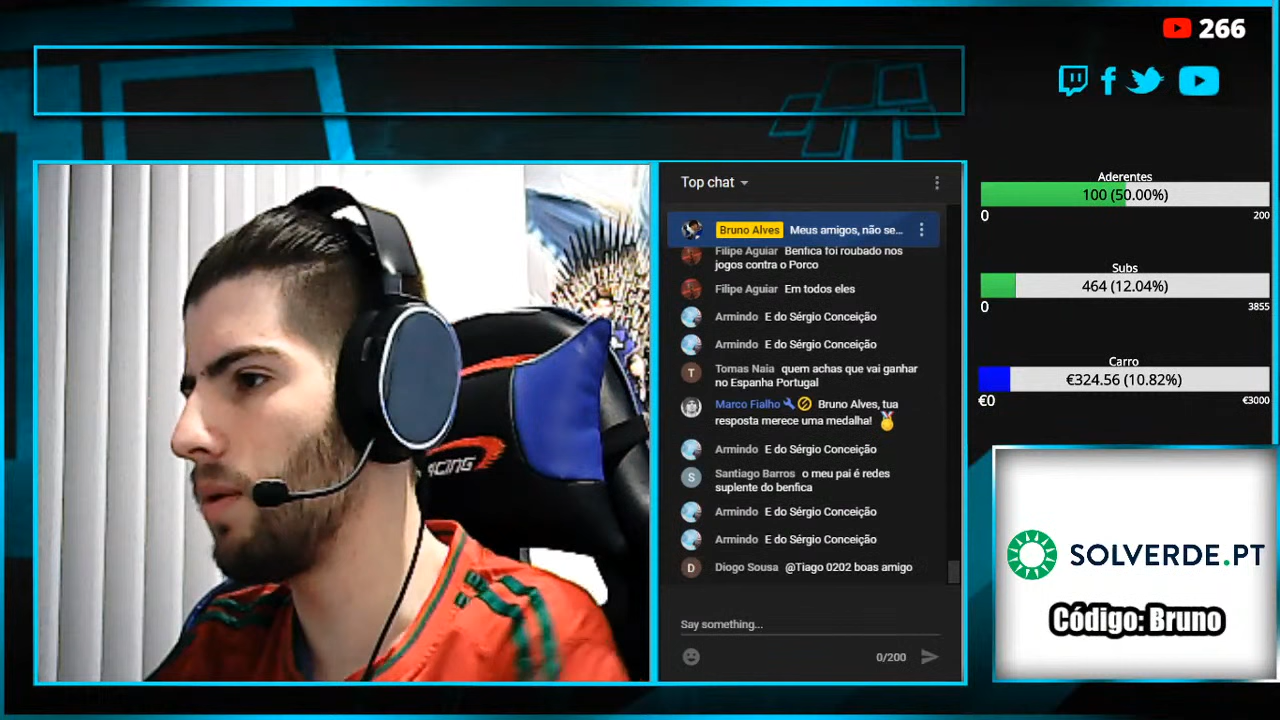 266
Top chat
Bruno Alves Meus amigos, não se...
Filipe Aguiar Benfica foi roubado nos
jogos contra o Porco
Filipe Aguiar Em todos eles
Armindo E do Sérgio Conceição
Armindo E do Sérgio Conceição
Tomas Naia quem achas que vai ganhar
no Espanha Portugal
Marco Fialho Bruno Alves, tua
resposta merece uma medalha!
Armindo E do Sérgio Conceição
S Santiago Barros o meu pai é redes
suplente do benfica
Armindo E do Sérgio Conceição
Armindo E do Sérgio Conceição
D Diogo Sousa @Tiago 0202 boas amigo
Say something...
0/200
Aderentes
100 (50.00%)
0 200
Subs
464 (12.04%)
0 3855
Carro
€324.56 (10.82%)
€0 €3000
SOLVERDE.PT
Código: Bruno
RACING